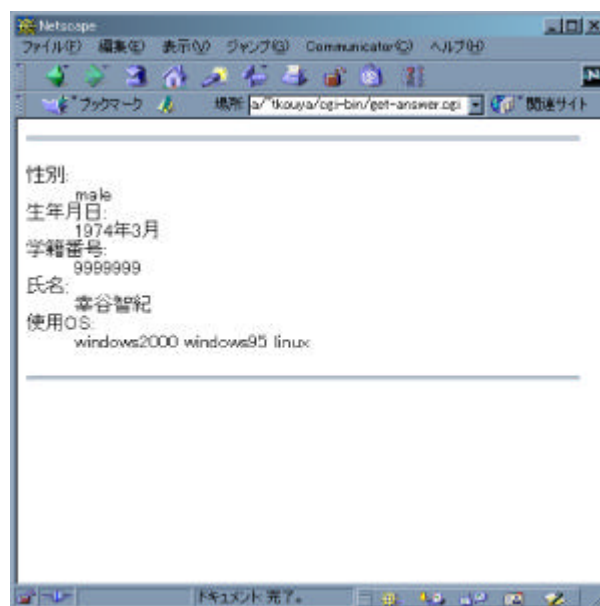 Netscape
ファイル(F) 編集(E) 表示(V) ジャンプ(G) Communicator(C) ヘルプ(H)
ブックマーク 場所 a/~tkouya/cgi-bin/get-answer.cgi 関連サイト
性別:
male
生年月日:
1974年3月
学籍番号:
9999999
氏名:
幸谷智紀
使用OS:
windows2000 windows95 linux
ドキュメント完了。